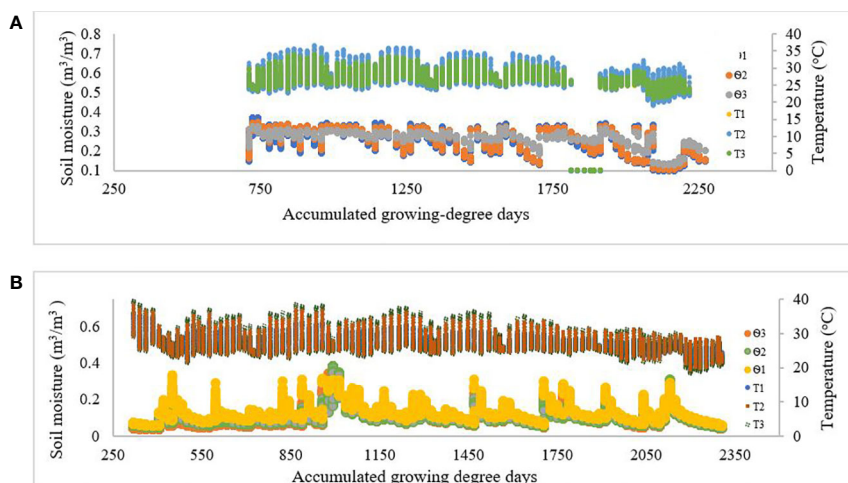 A
Soil moisture (m³/m³)
0.8
0.7
0.6
0.5
0.4
0.3
0.2
0.1
250
750
1250
1750
2250
Accumulated growing-degree days
40
35
30
25
20
15
10
5
0
Temperature (°C)
Θ2
Θ3
T1
T2
T3
B
Soil moisture (m³/m³)
0.6
0.4
0.2
0
250
550
850
1150
1450
1750
2050
2350
Accumulated growing degree days
40
30
20
10
0
Temperature (°C)
Θ3
Θ2
Θ1
T1
T2
T3